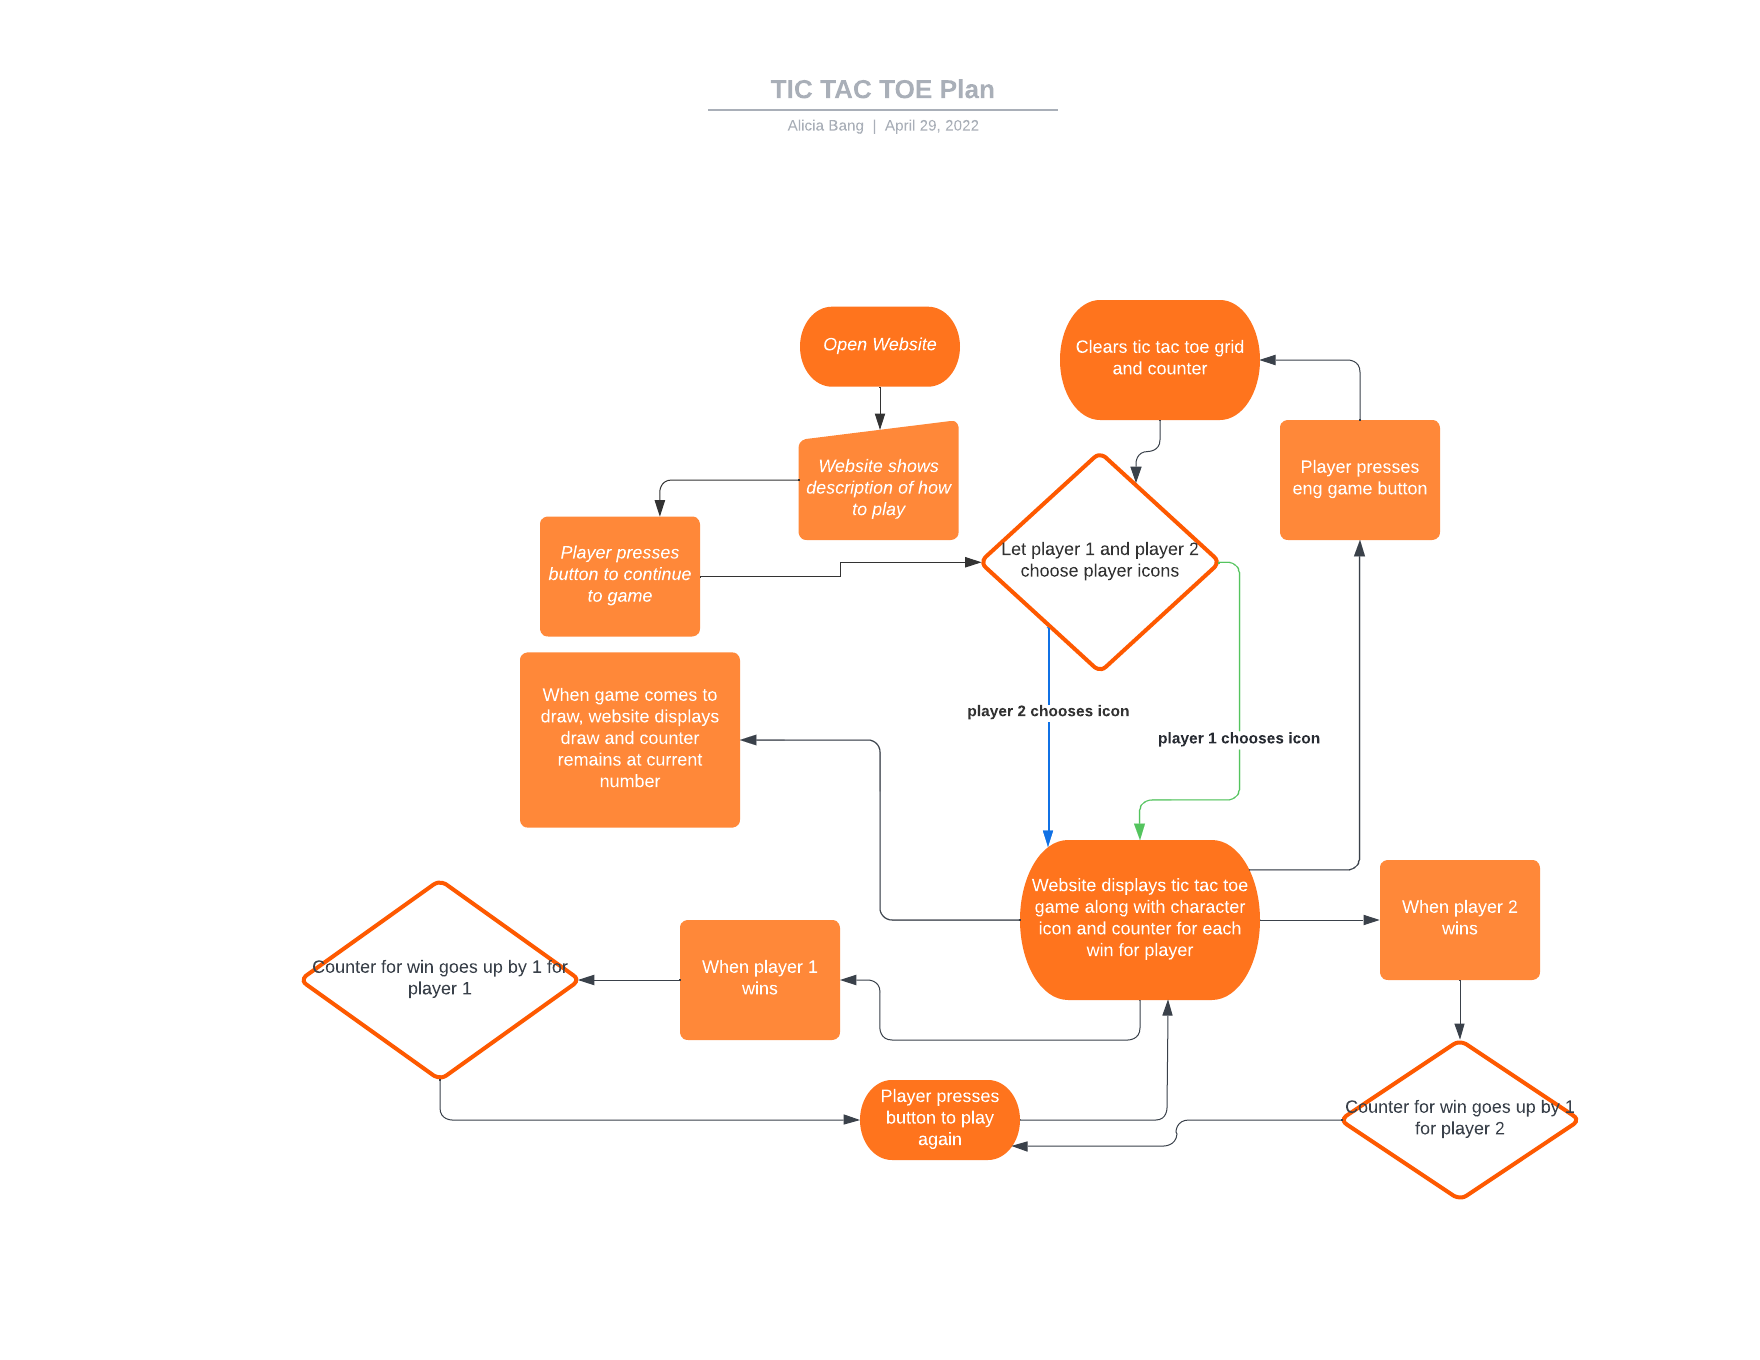 TIC TAC TOE Plan
Alicia Bang | April 29, 2022
Open Website
Clears tic tac toe grid
and counter
Website shows
description of how
to play
Player presses
eng game button
Player presses
button to continue
to game
Let player 1 and player 2
choose player icons
When game comes to
draw, website displays
draw and counter
remains at current
number
player 2 chooses icon
player 1 chooses icon
Website displays tic tac toe
game along with character
icon and counter for each
win for player
When player 2
wins
Counter for win goes up by 1 for
player 1
When player 1
wins
Player presses
button to play
again
Counter for win goes up by 1
for player 2